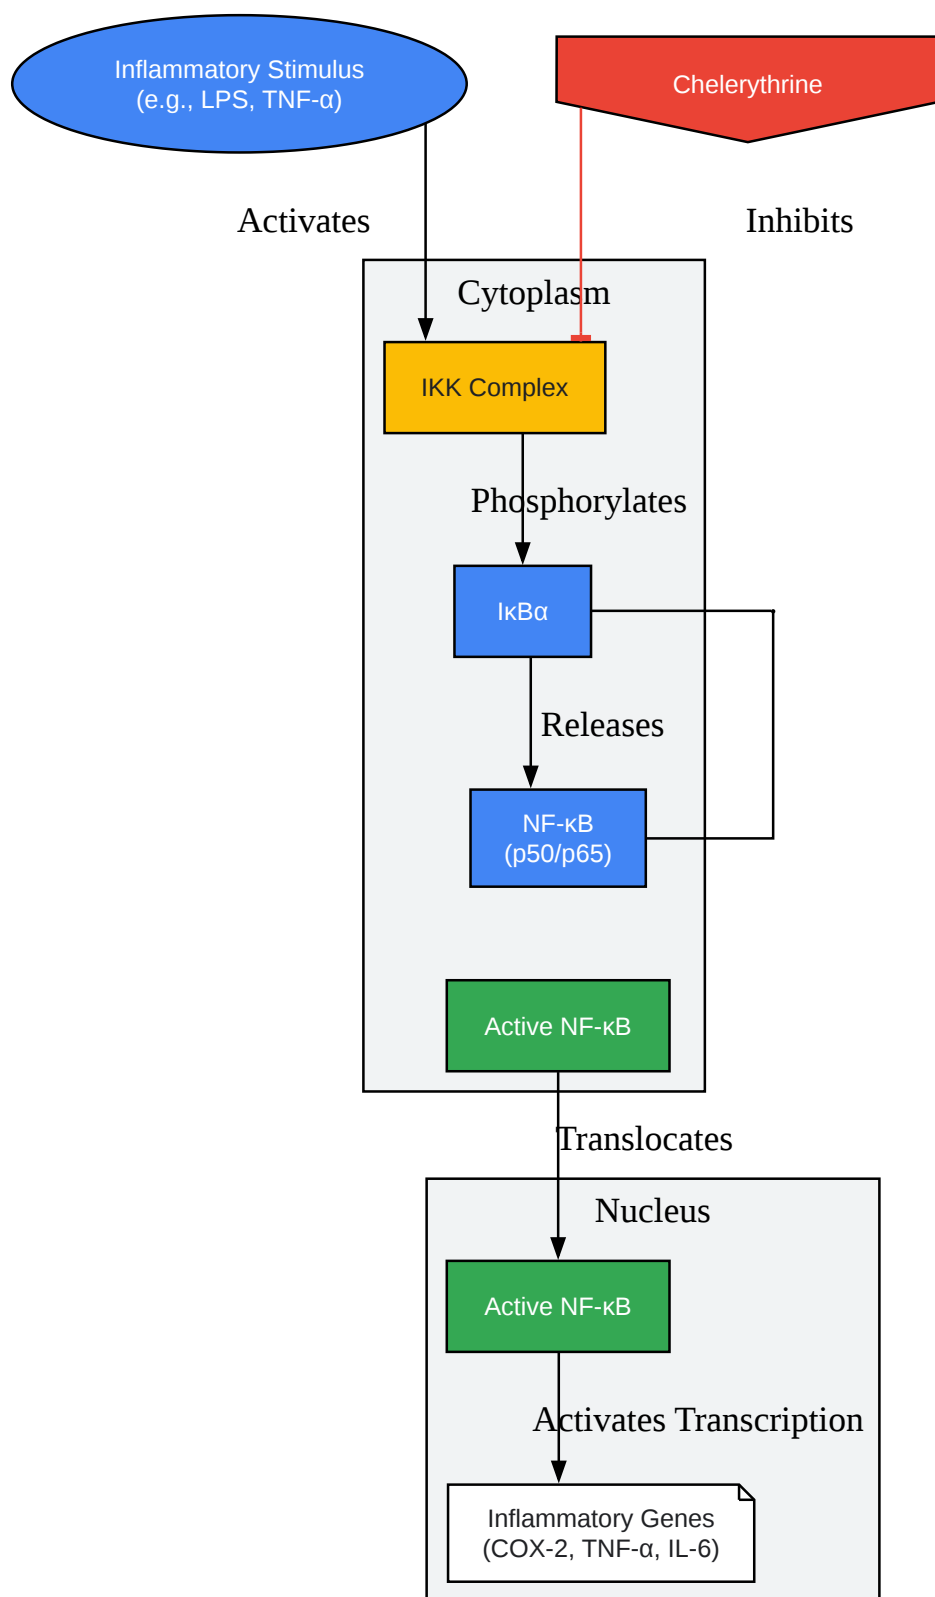 Inflammatory Stimulus
(e.g., LPS, TNF-α)
Chelerythrine
Activates
Inhibits
Cytoplasm
IKK Complex
Phosphorylates
IκBα
Releases
NF-κB
(p50/p65)
Active NF-κB
Translocates
Nucleus
Active NF-κB
Activates Transcription
Inflammatory Genes
(COX-2, TNF-α, IL-6)